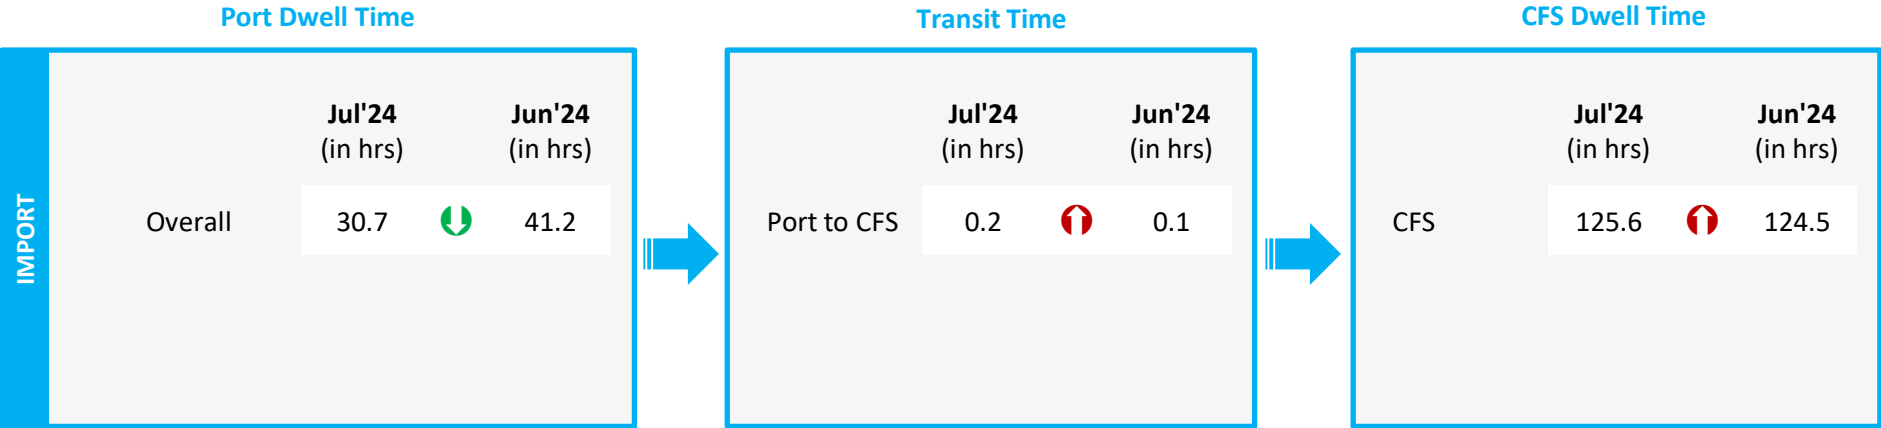 Port Dwell Time
Transit Time
CFS Dwell Time
IMPORT
Jul'24 Jun'24
(in hrs) (in hrs)
Overall 30.7 41.2
Jul'24 Jun'24
(in hrs) (in hrs)
Port to CFS 0.2 0.1
Jul'24 Jun'24
(in hrs) (in hrs)
CFS 125.6 124.5